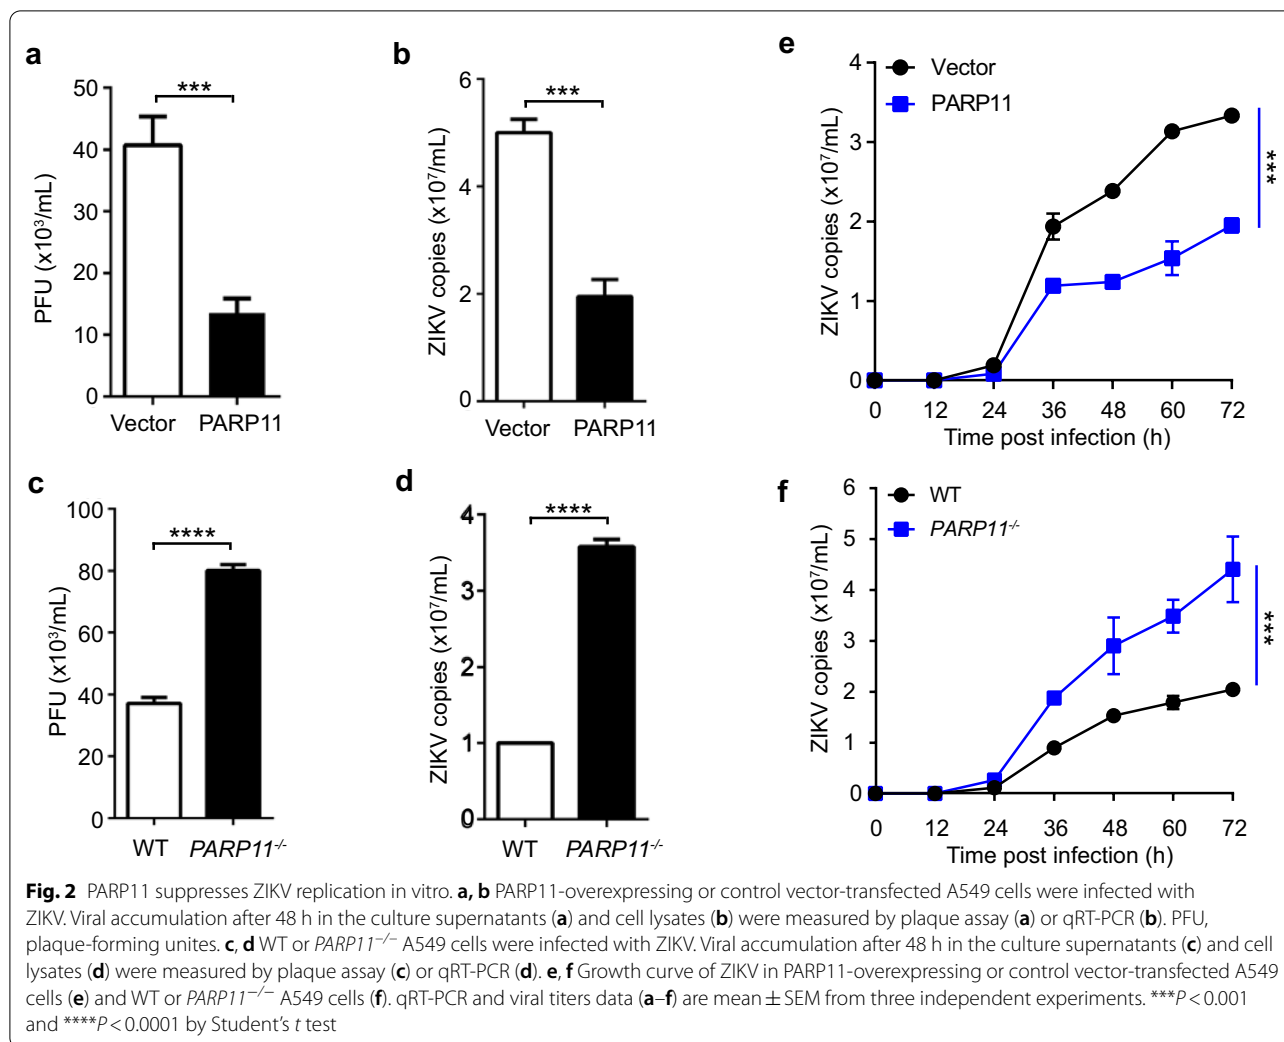 a
***
PFU (x10³/mL)
50
40
30
20
10
0
Vector PARP11
b
***
ZIKV copies (x10⁷/mL)
6
4
2
0
Vector PARP11
e
Vector
PARP11
ZIKV copies (x10⁷/mL)
4
3
2
1
0
***
0 12 24 36 48 60 72
Time post infection (h)
c
****
PFU (x10³/mL)
100
80
60
40
20
0
WT PARP11-/-
d
****
ZIKV copies (x10⁷/mL)
4
3
2
1
0
WT PARP11-/-
f
WT
PARP11-/-
ZIKV copies (x10⁷/mL)
6
5
4
3
2
1
0
***
0 12 24 36 48 60 72
Time post infection (h)
Fig. 2 PARP11 suppresses ZIKV replication in vitro. a, b PARP11-overexpressing or control vector-transfected A549 cells were infected with
ZIKV. Viral accumulation after 48 h in the culture supernatants (a) and cell lysates (b) were measured by plaque assay (a) or qRT-PCR (b). PFU,
plaque-forming unites. c, d WT or PARP11−/− A549 cells were infected with ZIKV. Viral accumulation after 48 h in the culture supernatants (c) and cell
lysates (d) were measured by plaque assay (c) or qRT-PCR (d). e, f Growth curve of ZIKV in PARP11-overexpressing or control vector-transfected A549
cells (e) and WT or PARP11−/− A549 cells (f). qRT-PCR and viral titers data (a–f) are mean ± SEM from three independent experiments. ***P < 0.001
and ****P < 0.0001 by Student's t test